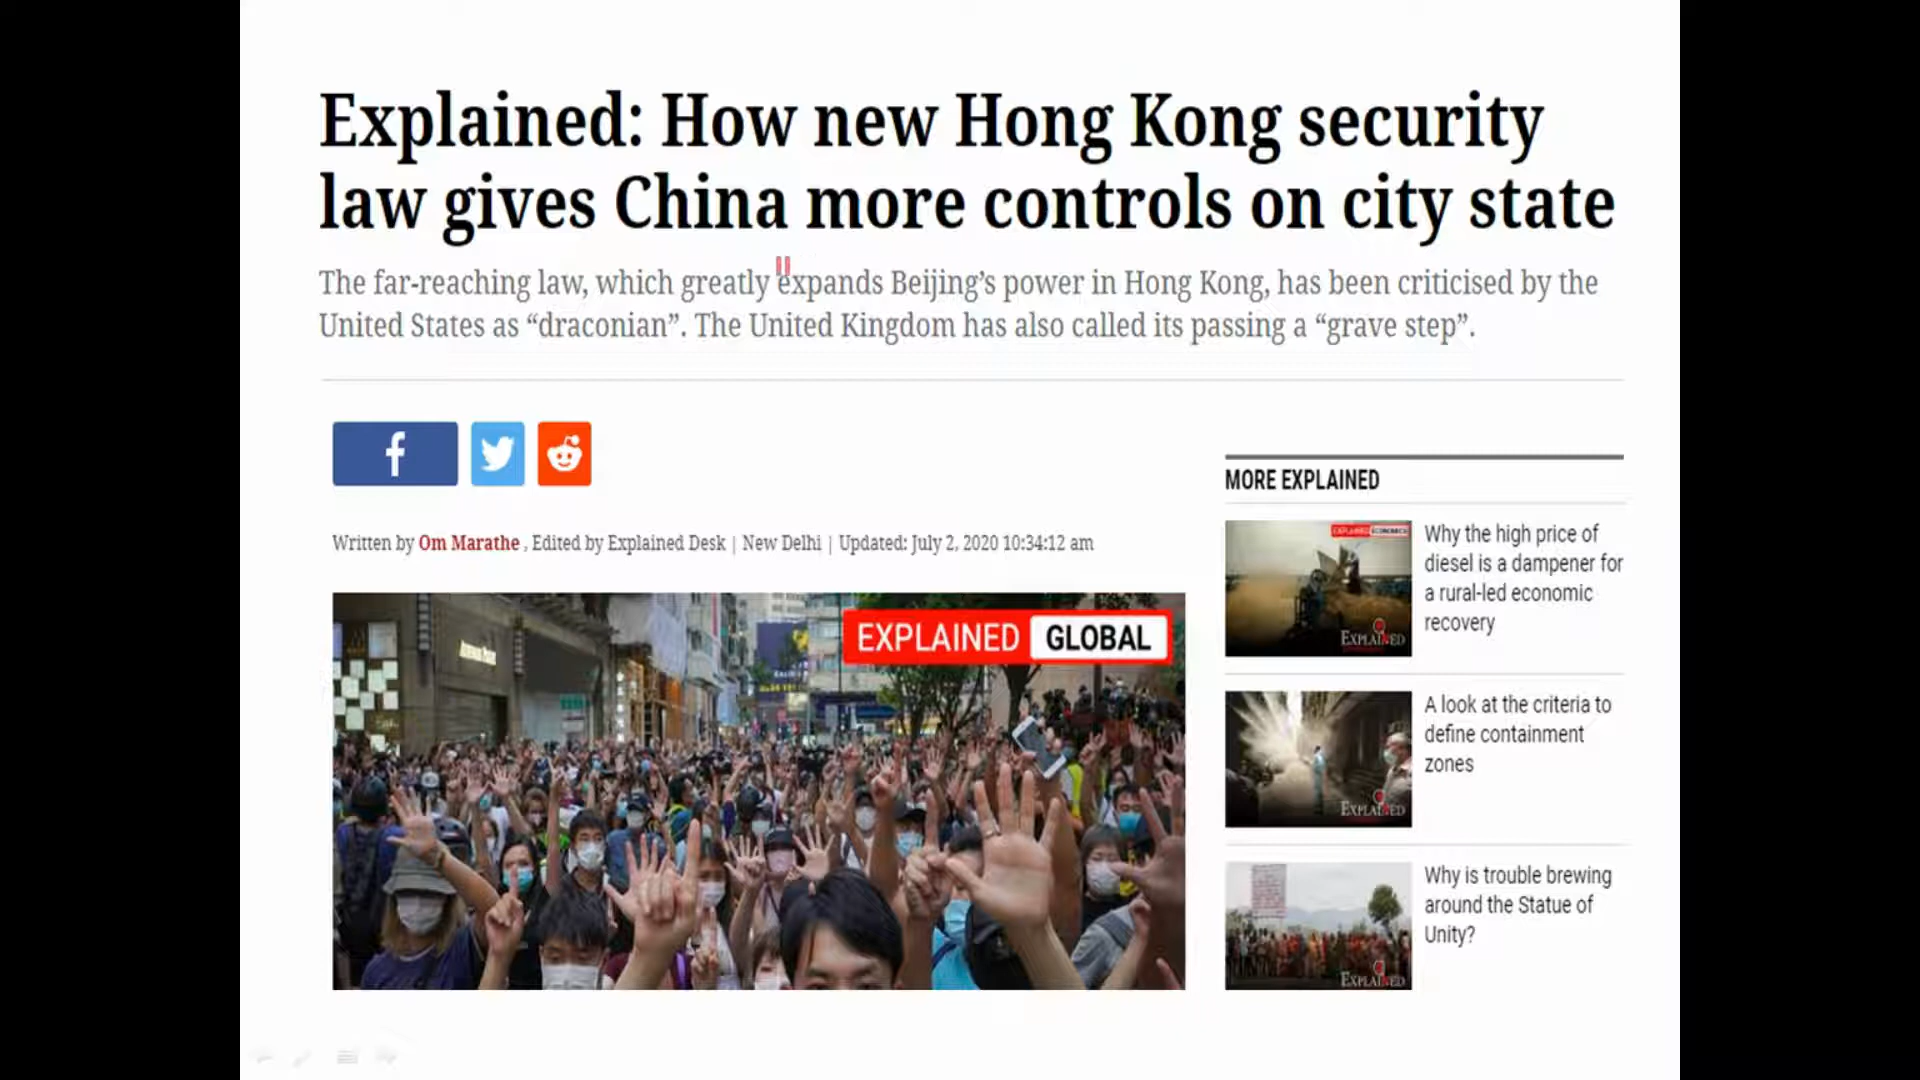 Explained: How new Hong Kong security
law gives China more controls on city state
The far-reaching law, which greatly expands Beijing’s power in Hong Kong, has been criticised by the
United States as “draconian”. The United Kingdom has also called its passing a “grave step”.
Written by Om Marathe , Edited by Explained Desk | New Delhi | Updated: July 2, 2020 10:34:12 am
EXPLAINED GLOBAL
MORE EXPLAINED
EXPLAINED ECONOMICS
EXPLAINED
Why the high price of
diesel is a dampener for
a rural-led economic
recovery
EXPLAINED
A look at the criteria to
define containment
zones
EXPLAINED
Why is trouble brewing
around the Statue of
Unity?